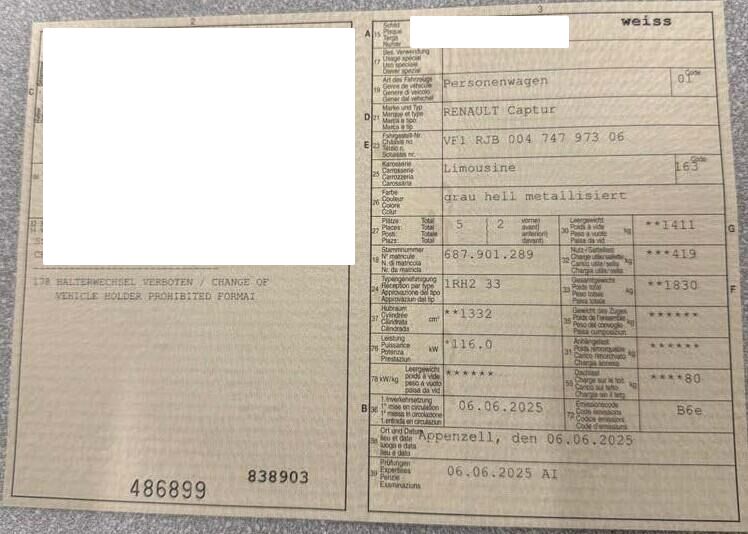 2
C
178 HALTERWECHSEL VERBOTEN / CHANGE OF
VEHICLE HOLDER PROHIBITED FORMAI
486899
838903
3
weiss
A 15 Schild
Plaque
Targa
Numer
17 Bes. Verwendung
Usage spécial
Uso speciale
Diever spezial
19 Art des Fahrzeugs
Genre de véhicule
Genere di veicolo
Gener dal vehichel
Personenwagen
Code
01
D 21 Marke und Typ
Marque et type
Marca e tipo
Marca e tip
RENAULT Captur
E 23 Fahrgestell-Nr.
Châssis no
Telaio n.
Schassis nr.
VF1 RJB 004 747 973 06
25 Karosserie
Carrosserie
Carrozzeria
Carossaria
Limousine
Code
163
26 Farbe
Couleur
Colore
Colur
grau hell metallisiert
27 Plätze: Total
Places: Total
Posti: Totale
Plazs: Total
5
2
vorne)
avant)
anteriori)
davant)
30 Leergewicht
Poids à vide
Peso a vuoto
Paisa da vid
kg
**1411
G
18 Stammnummer
N° matricule
N. di matricola
Nr. da matricla
687.901.289
32 Nutz-/Sattellast
Charge utile/sellette
Carico utile/sella
Chargia utila/sella
kg
***419
24 Typengenehmigung
Réception par type
Approvazione del tipo
Approvaziun dal tip
1RH2 33
33 Gesamtgewicht
Poids total
Peso totale
Paisa totala
kg
**1830
F
37 Hubraum
Cylindrée
Cilindrata
Cilindrada
cm³
**1332
35 Gewicht des Zuges
Poids de l'ensemble
Peso del convoglio
Paisa cumposiziun
kg
******
76 Leistung
Puissance
Potenza
Prestaziun
kW
*116.0
31 Anhängelast
Poids remorquable
Carico rimorchiato
Chargia annexa
kg
******
78 kW/kg
Leergewicht
poids à vide
peso a vuoto
paisa da vid
******
55 Dachlast
Charge sur le toit
Carico sul tetto
Chargia sin il tetg
kg
****80
B 36 1. Inverkehrsetzung
1re mise en circulation
1a messa in circolazione
1. entrada en circulaziun
06.06.2025
72 Emissionscode
Code émissions
Codice emissioni
Code d'emissiuns
B6e
38 Ort und Datum
lieu et date
luogo e data
lieu e data
Appenzell, den 06.06.2025
39 Prüfungen
Expertises
Perizie
Examinaziuns
06.06.2025 AI